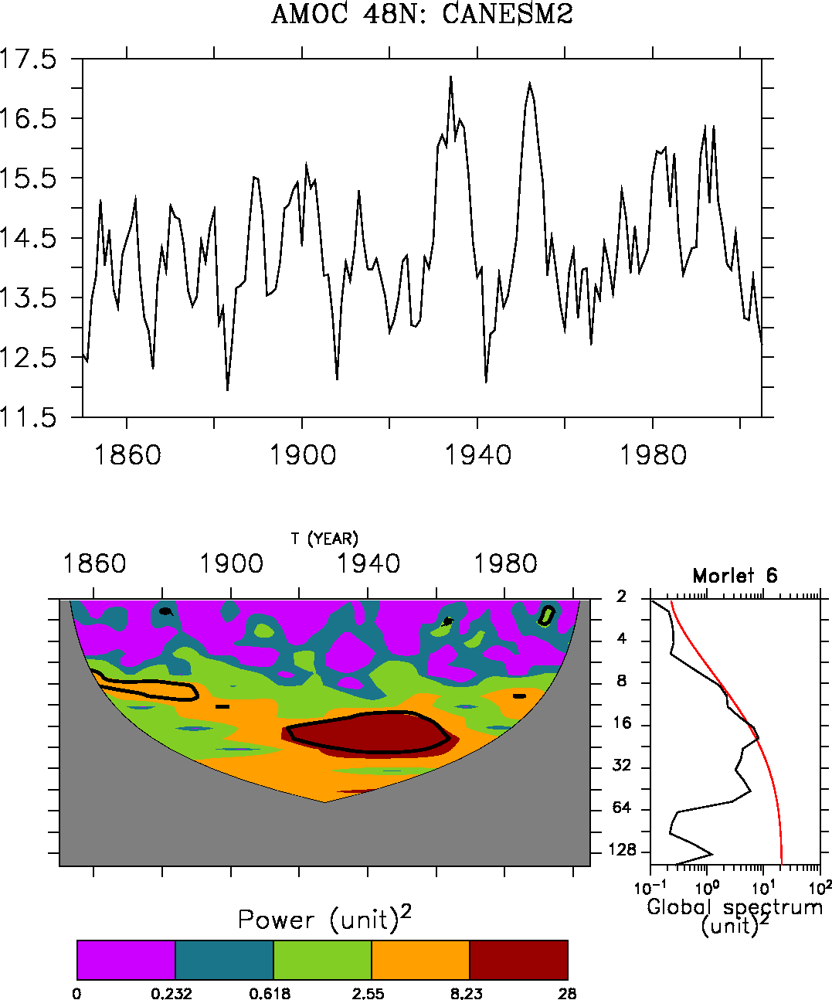 AMOC 48N: CANESM2
17.5
16.5
15.5
14.5
13.5
12.5
11.5
1860 1900 1940 1980
T (YEAR)
1860 1900 1940 1980
Morlet 6
2
4
8
16
32
64
128
10-1 100 101 102
Global spectrum
(unit)2
Power (unit)2
0 0.232 0.618 2.55 8.23 28